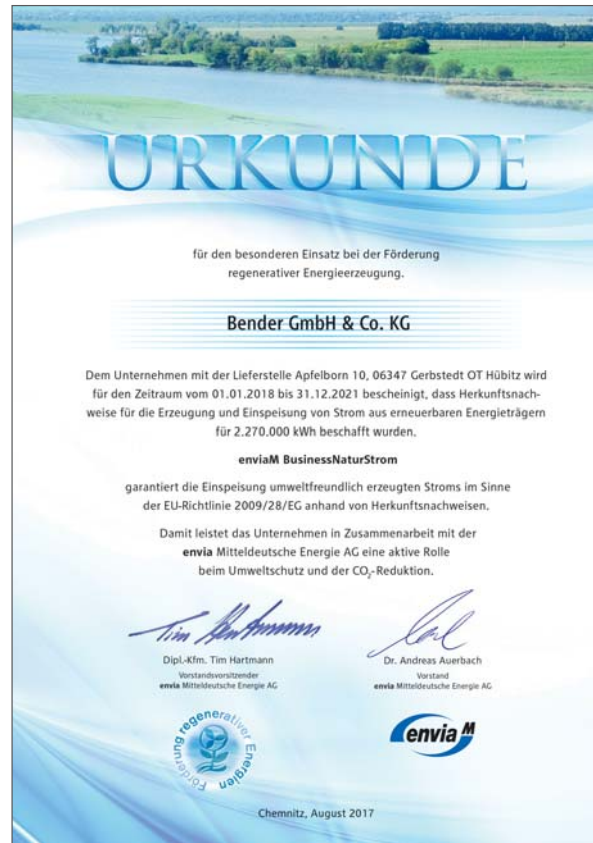 URKUNDE
für den besonderen Einsatz bei der Förderung
regenerativer Energieerzeugung.
Bender GmbH & Co. KG
Dem Unternehmen mit der Lieferstelle Apfelborn 10, 06347 Gerbstedt OT Hübitz wird
für den Zeitraum vom 01.01.2018 bis 31.12.2021 bescheinigt, dass Herkunftsnach-
weise für die Erzeugung und Einspeisung von Strom aus erneuerbaren Energieträgern
für 2.270.000 kWh beschafft wurden.
enviaM BusinessNaturStrom
garantiert die Einspeisung umweltfreundlich erzeugten Stroms im Sinne
der EU-Richtlinie 2009/28/EG anhand von Herkunftsnachweisen.
Damit leistet das Unternehmen in Zusammenarbeit mit der
envia Mitteldeutsche Energie AG eine aktive Rolle
beim Umweltschutz und der CO₂-Reduktion.
Tim Hartmann
Dipl.-Kfm. Tim Hartmann
Vorstandsvorsitzender
envia Mitteldeutsche Energie AG
Dr. Andreas Auerbach
Vorstand
envia Mitteldeutsche Energie AG
Förderung regenerativer Energien
envia M
Chemnitz, August 2017